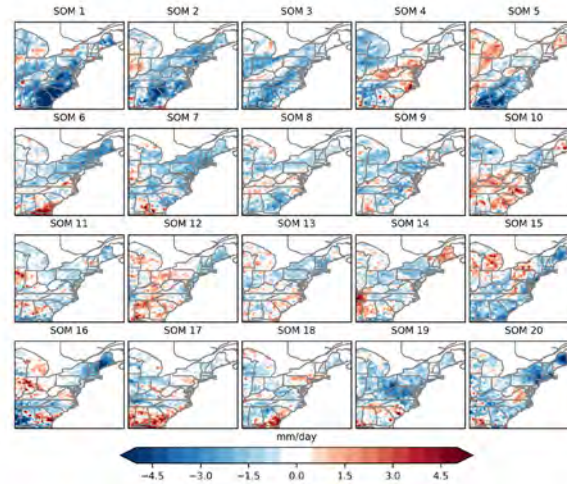 SOM 1 SOM 2 SOM 3 SOM 4 SOM 5
SOM 6 SOM 7 SOM 8 SOM 9 SOM 10
SOM 11 SOM 12 SOM 13 SOM 14 SOM 15
SOM 16 SOM 17 SOM 18 SOM 19 SOM 20
mm/day
−4.5 −3.0 −1.5 0.0 1.5 3.0 4.5